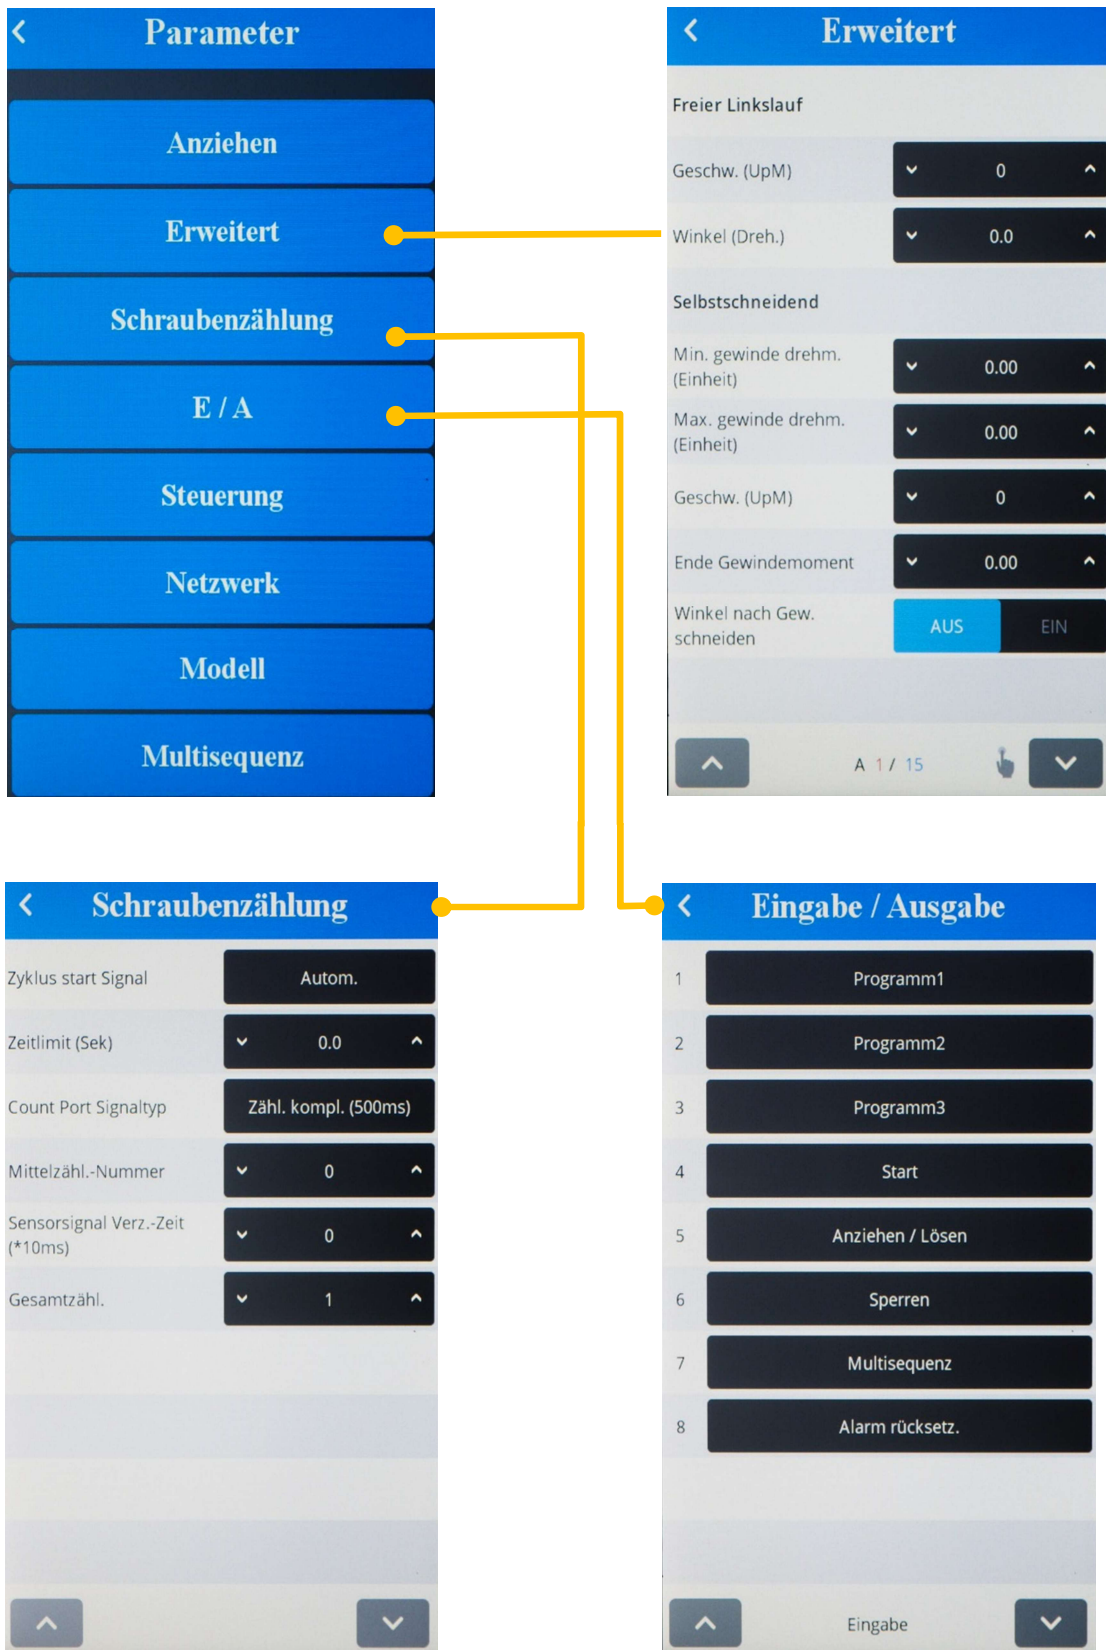 Parameter
Anziehen
Erweitert
Schraubenzählung
E / A
Steuerung
Netzwerk
Modell
Multisequenz
Erweitert
Freier Linkslauf
Geschw. (UpM) 0
Winkel (Dreh.) 0.0
Selbstschneidend
Min. gewinde drehm.
(Einheit) 0.00
Max. gewinde drehm.
(Einheit) 0.00
Geschw. (UpM) 0
Ende Gewindemoment 0.00
Winkel nach Gew.
schneiden AUS EIN
A 1 / 15
Schraubenzählung
Zyklus start Signal Autom.
Zeitlimit (Sek) 0.0
Count Port Signaltyp Zähl. kompl. (500ms)
Mittelzähl.-Nummer 0
Sensorsignal Verz.-Zeit
(*10ms) 0
Gesamtzähl. 1
Eingabe / Ausgabe
1 Programm1
2 Programm2
3 Programm3
4 Start
5 Anziehen / Lösen
6 Sperren
7 Multisequenz
8 Alarm rücksetz.
Eingabe